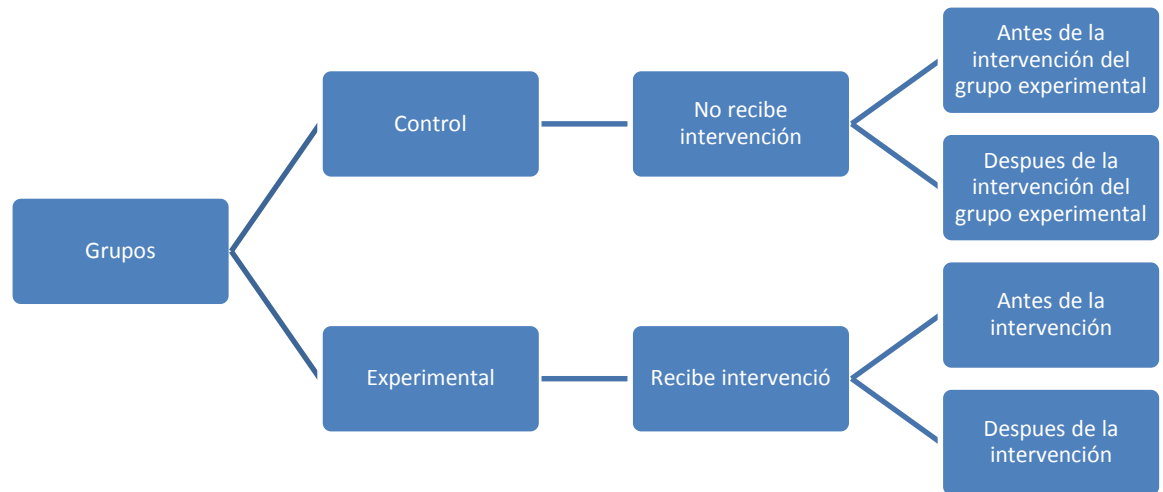 Grupos
Control
No recibe
intervención
Antes de la
intervención del
grupo experimental
Despues de la
intervención del
grupo experimental
Experimental
Recibe intervenció
Antes de la
intervención
Despues de la
intervención